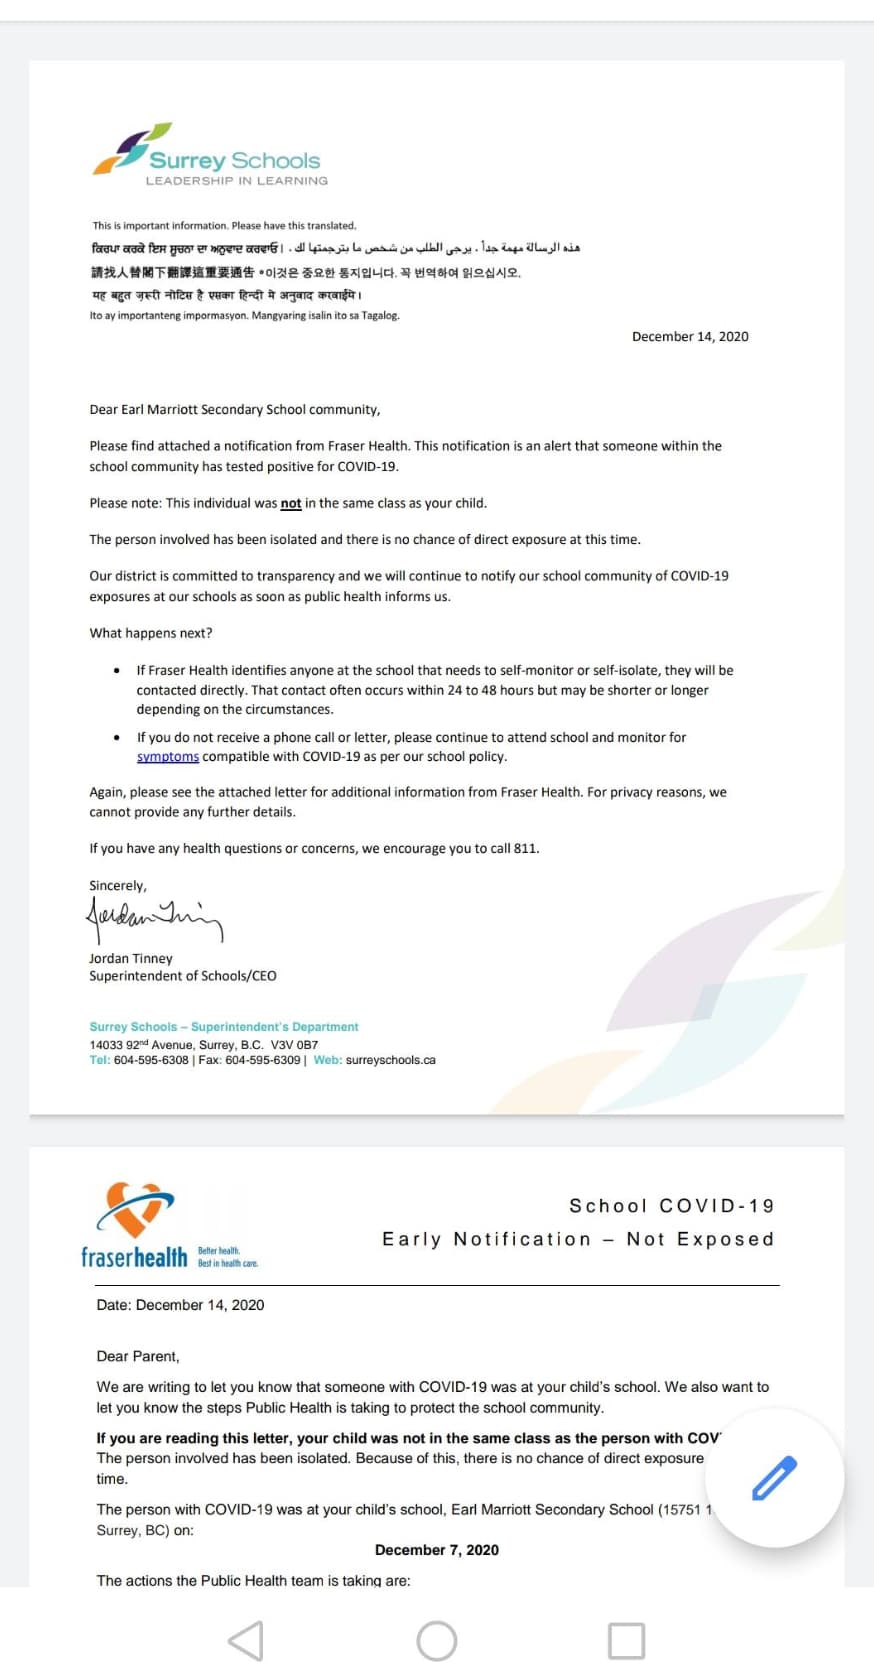 Surrey Schools
LEADERSHIP IN LEARNING
This is important information. Please have this translated.
ਕਿਰਪਾ ਕਰਕੇ ਇਸ ਸੂਚਨਾ ਦਾ ਅਨੁਵਾਦ ਕਰਵਾਓ। هذه الرسالة مهمة جداً . يرجى الطلب من شخص ما بترجمتها لك .
請找人替閣下翻譯這重要通告。이것은 중요한 통지입니다. 꼭 번역하여 읽으십시오.
यह बहुत ज़रूरी नोटिस है एसका हिन्दी मे अनुवाद करवाईये।
Ito ay importanteng impormasyon. Mangyaring isalin ito sa Tagalog.
December 14, 2020
Dear Earl Marriott Secondary School community,
Please find attached a notification from Fraser Health. This notification is an alert that someone within the
school community has tested positive for COVID-19.
Please note: This individual was not in the same class as your child.
The person involved has been isolated and there is no chance of direct exposure at this time.
Our district is committed to transparency and we will continue to notify our school community of COVID-19
exposures at our schools as soon as public health informs us.
What happens next?
• If Fraser Health identifies anyone at the school that needs to self-monitor or self-isolate, they will be
contacted directly. That contact often occurs within 24 to 48 hours but may be shorter or longer
depending on the circumstances.
• If you do not receive a phone call or letter, please continue to attend school and monitor for
symptoms compatible with COVID-19 as per our school policy.
Again, please see the attached letter for additional information from Fraser Health. For privacy reasons, we
cannot provide any further details.
If you have any health questions or concerns, we encourage you to call 811.
Sincerely,
Jordan Tinney
Superintendent of Schools/CEO
Surrey Schools – Superintendent's Department
14033 92nd Avenue, Surrey, B.C. V3V 0B7
Tel: 604-595-6308 | Fax: 604-595-6309 | Web: surreyschools.ca
fraserhealth Better health.
Best in health care.
School COVID-19
Early Notification – Not Exposed
Date: December 14, 2020
Dear Parent,
We are writing to let you know that someone with COVID-19 was at your child's school. We also want to
let you know the steps Public Health is taking to protect the school community.
If you are reading this letter, your child was not in the same class as the person with
The person involved has been isolated. Because of this, there is no chance of direct exposure
time.
The person with COVID-19 was at your child's school, Earl Marriott Secondary School (15751
Surrey, BC) on:
December 7, 2020
The actions the Public Health team is taking are: